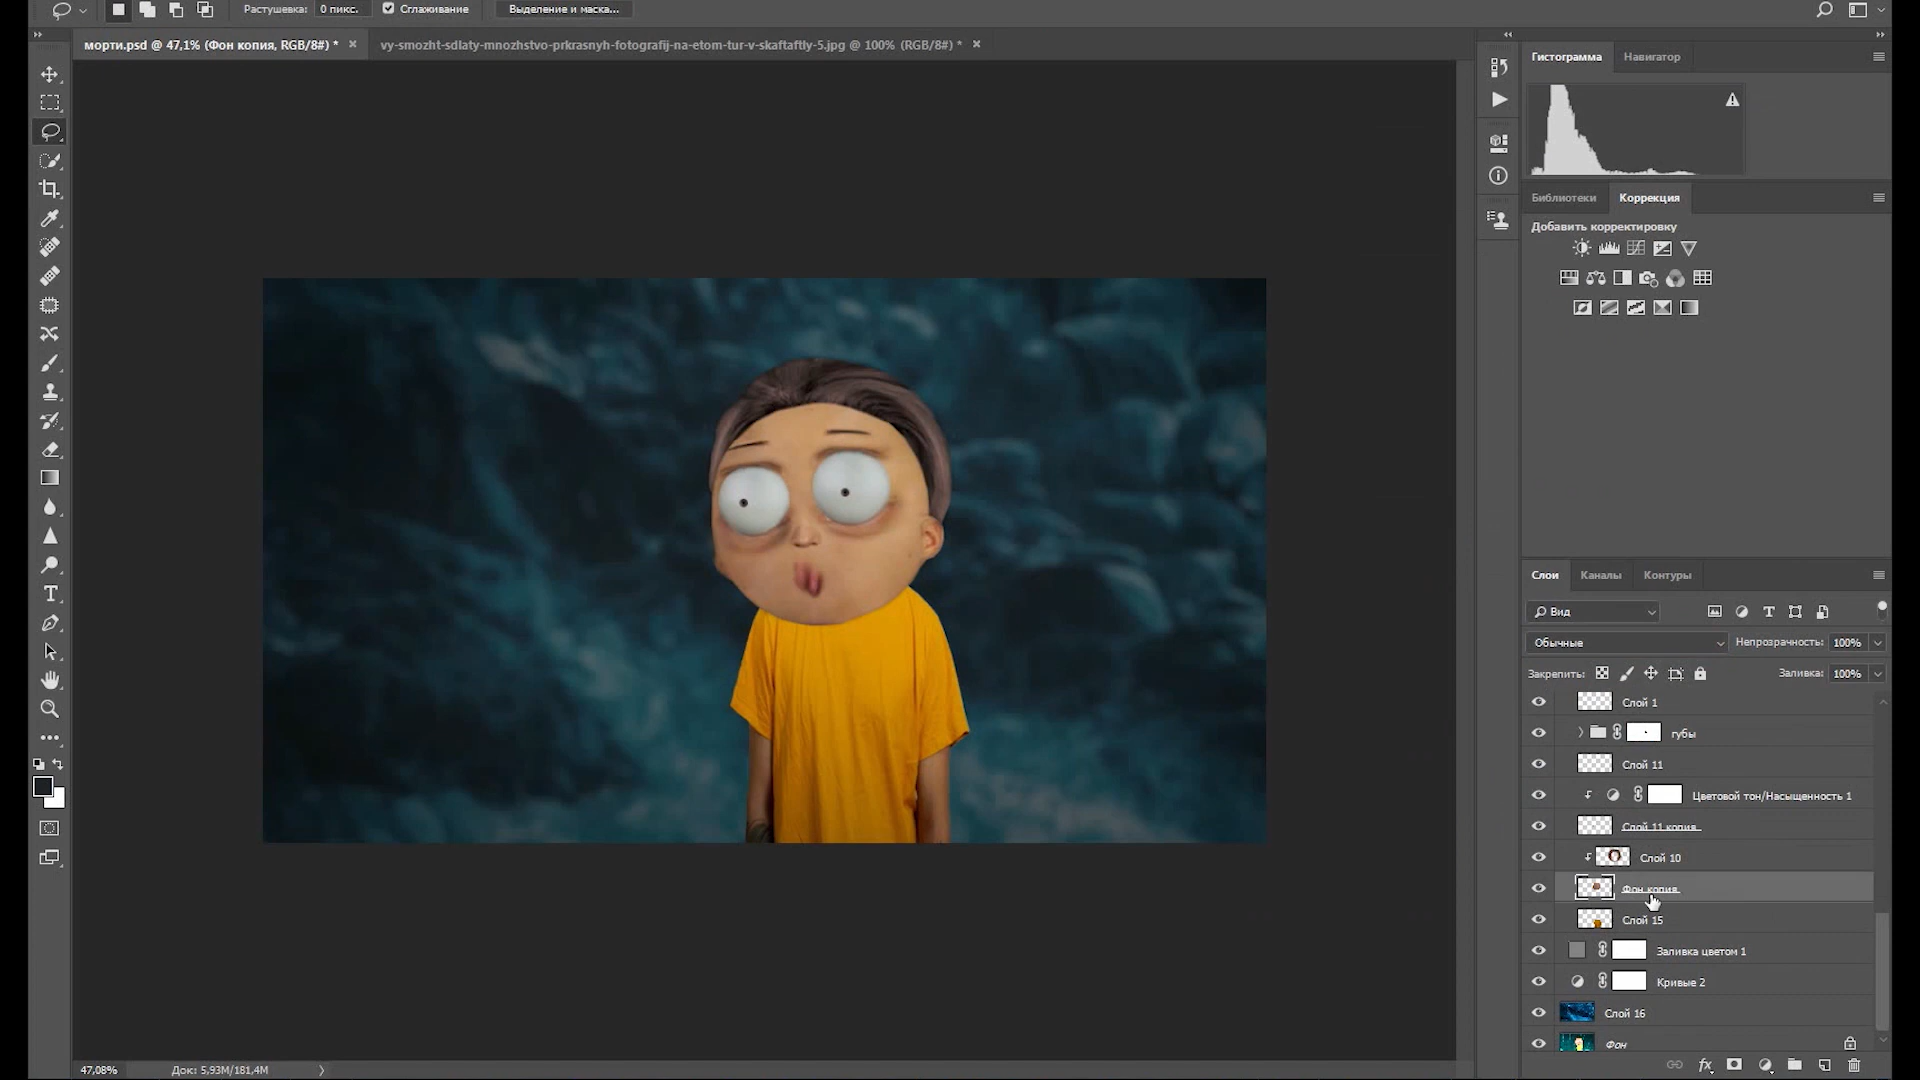 Растушевка: 0 пикс. Сглаживание Выделение и маска...
морти.psd @ 47,1% (Фон копия, RGB/8#) * ×
vy-smozht-sdlaty-mnozhstvo-prkrasnyh-fotografij-na-etom-tur-v-skaftaftly-5.jpg @ 100% (RGB/8#) * ×
Гистограмма Навигатор
Библиотеки Коррекция
Добавить корректировку
Слои Каналы Контуры
Вид
Обычные Непрозрачность: 100%
Закрепить: Заливка: 100%
Слой 1
губы
Слой 11
Цветовой тон/Насыщенность 1
Слой 11 копия
Слой 10
Фон копия
Слой 15
Заливка цветом 1
Кривые 2
Слой 16
Фон
47,08% Док: 5,93M/181,4M